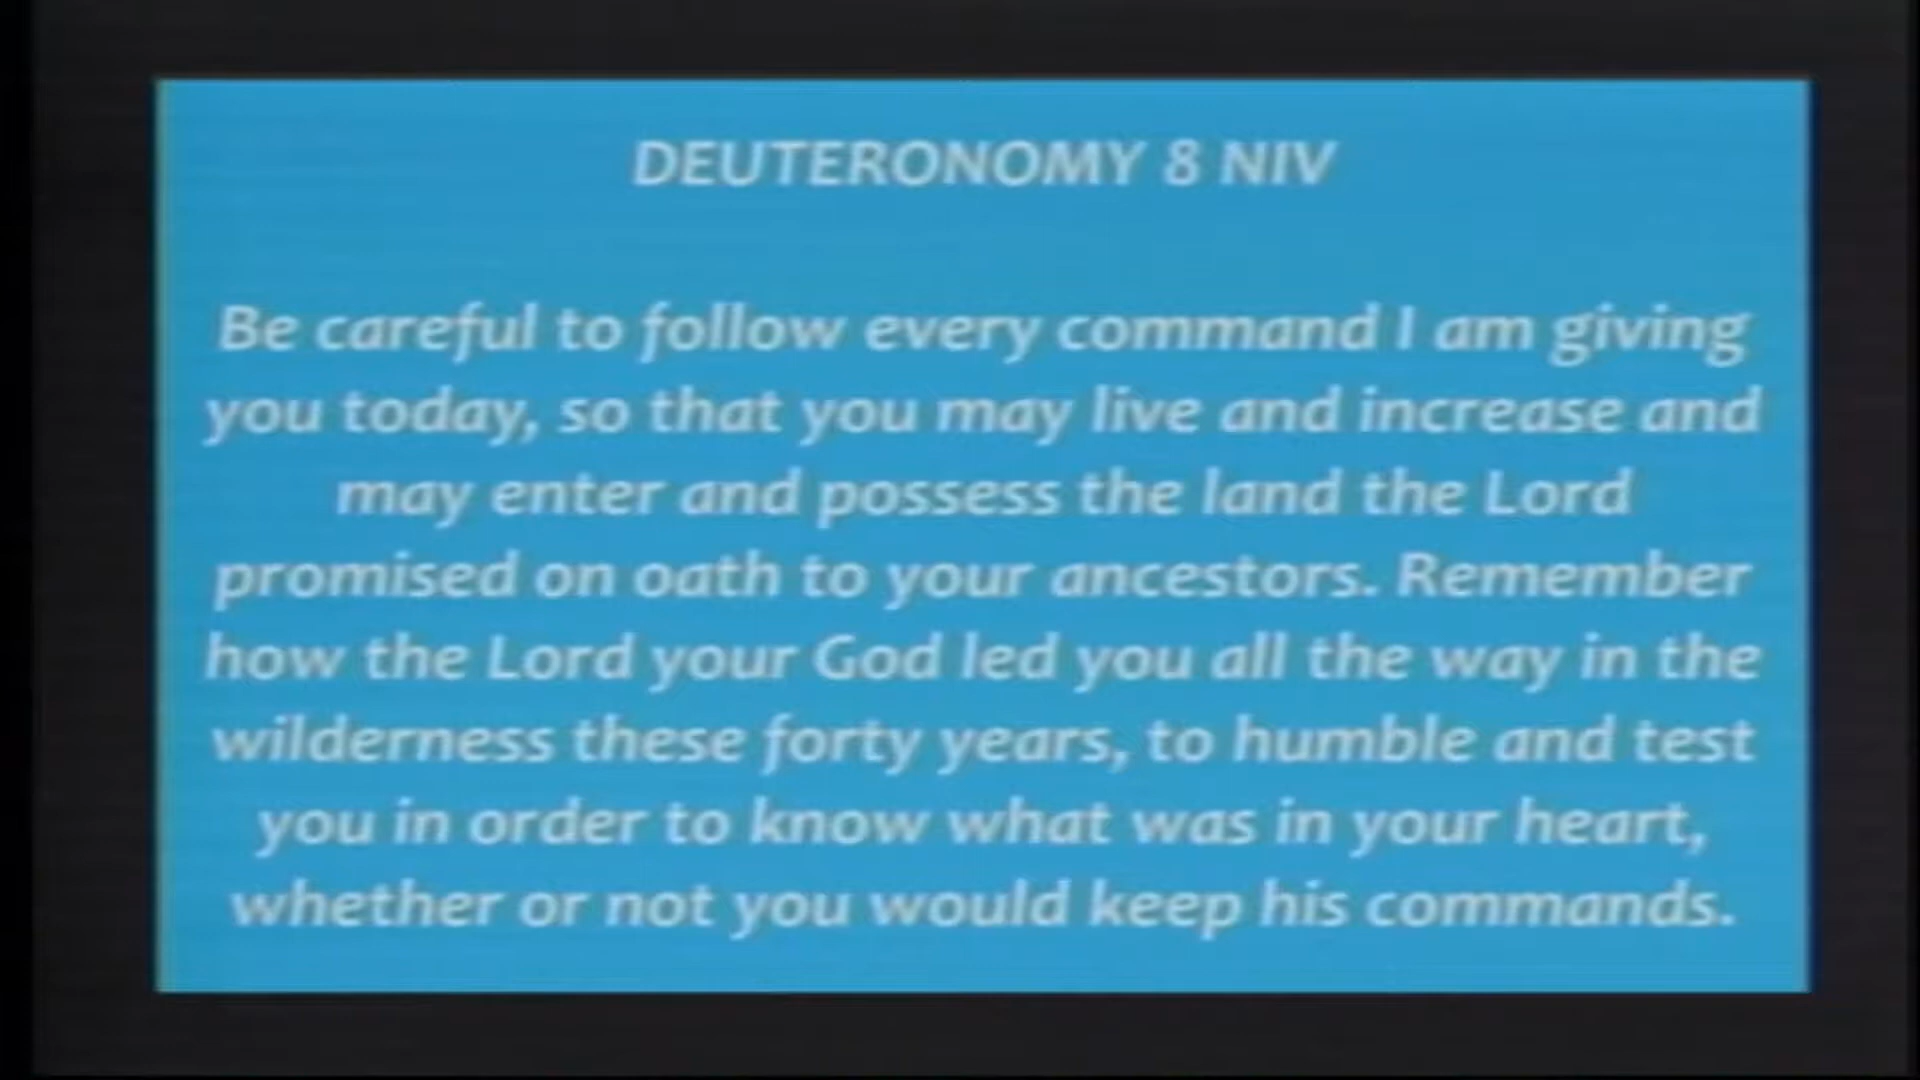 DEUTERONOMY 8 NIV
Be careful to follow every command I am giving
you today, so that you may live and increase and
may enter and possess the land the Lord
promised on oath to your ancestors. Remember
how the Lord your God led you all the way in the
wilderness these forty years, to humble and test
you in order to know what was in your heart,
whether or not you would keep his commands.